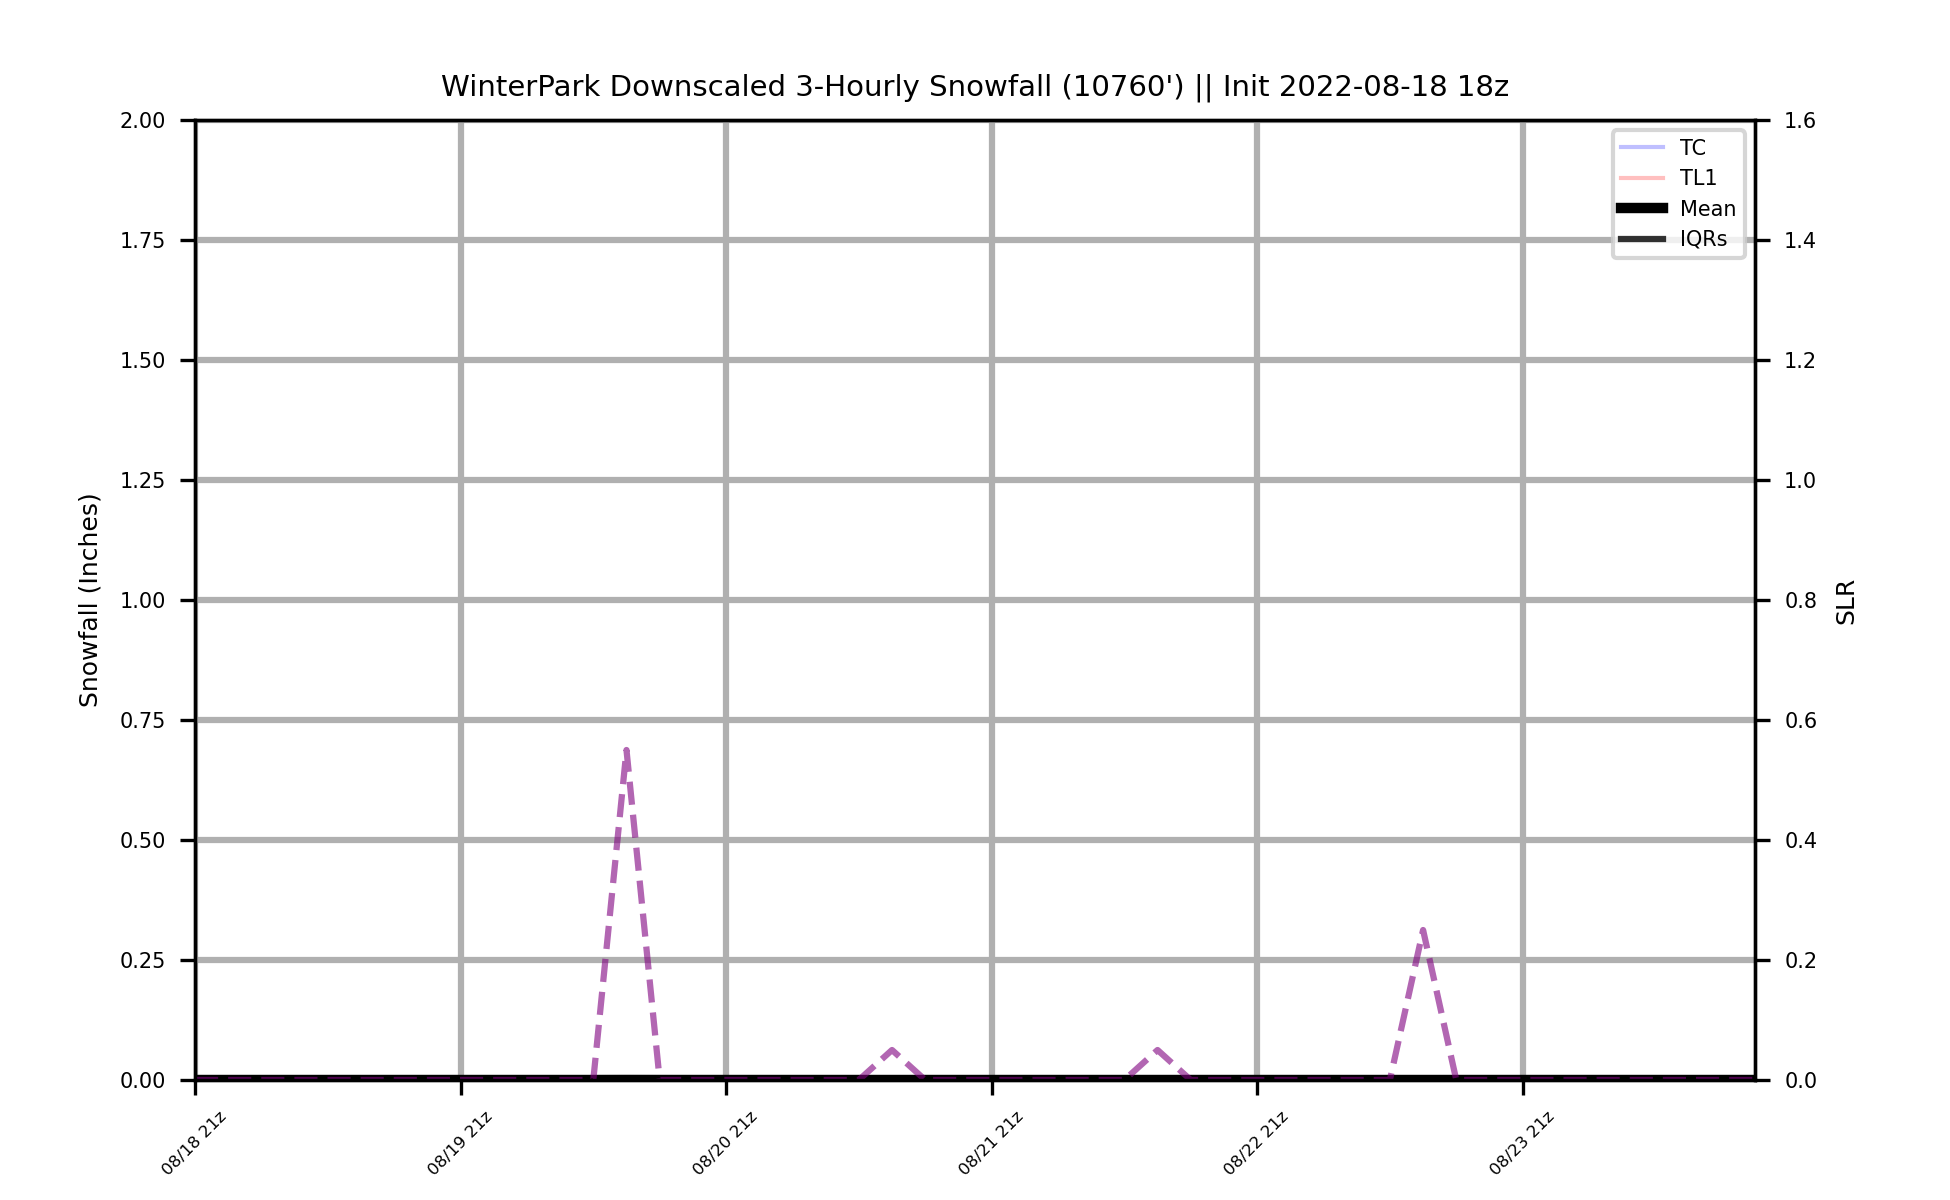 WinterPark Downscaled 3-Hourly Snowfall (10760') || Init 2022-08-18 18z
2.00
1.75
1.50
1.25
1.00
0.75
0.50
0.25
0.00
Snowfall (Inches)
TC
TL1
Mean
IQRs
1.6
1.4
1.2
1.0
0.8
0.6
0.4
0.2
0.0
SLR
08/18 21z
08/19 21z
08/20 21z
08/21 21z
08/22 21z
08/23 21z